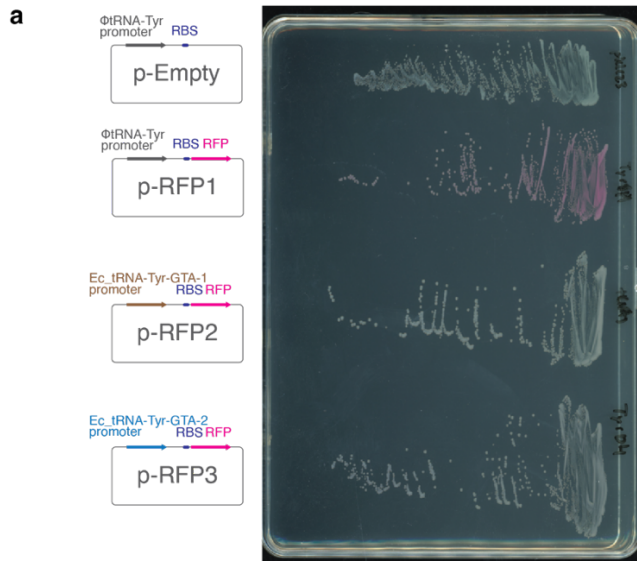 a
ΦtRNA-Tyr
promoter
RBS
p-Empty
ΦtRNA-Tyr
promoter
RBS RFP
p-RFP1
Ec_tRNA-Tyr-GTA-1
promoter
RBS RFP
p-RFP2
Ec_tRNA-Tyr-GTA-2
promoter
RBS RFP
p-RFP3